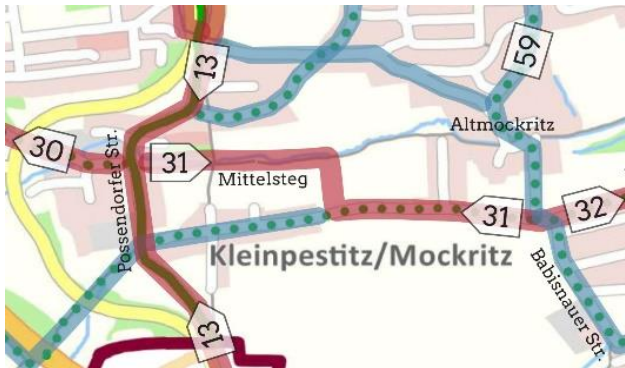 59
13
Altmockritz
30
Possendorfer Str.
31
Mittelsteg
31
32
Kleinpestitz/Mockritz
Babisnauer Str.
13